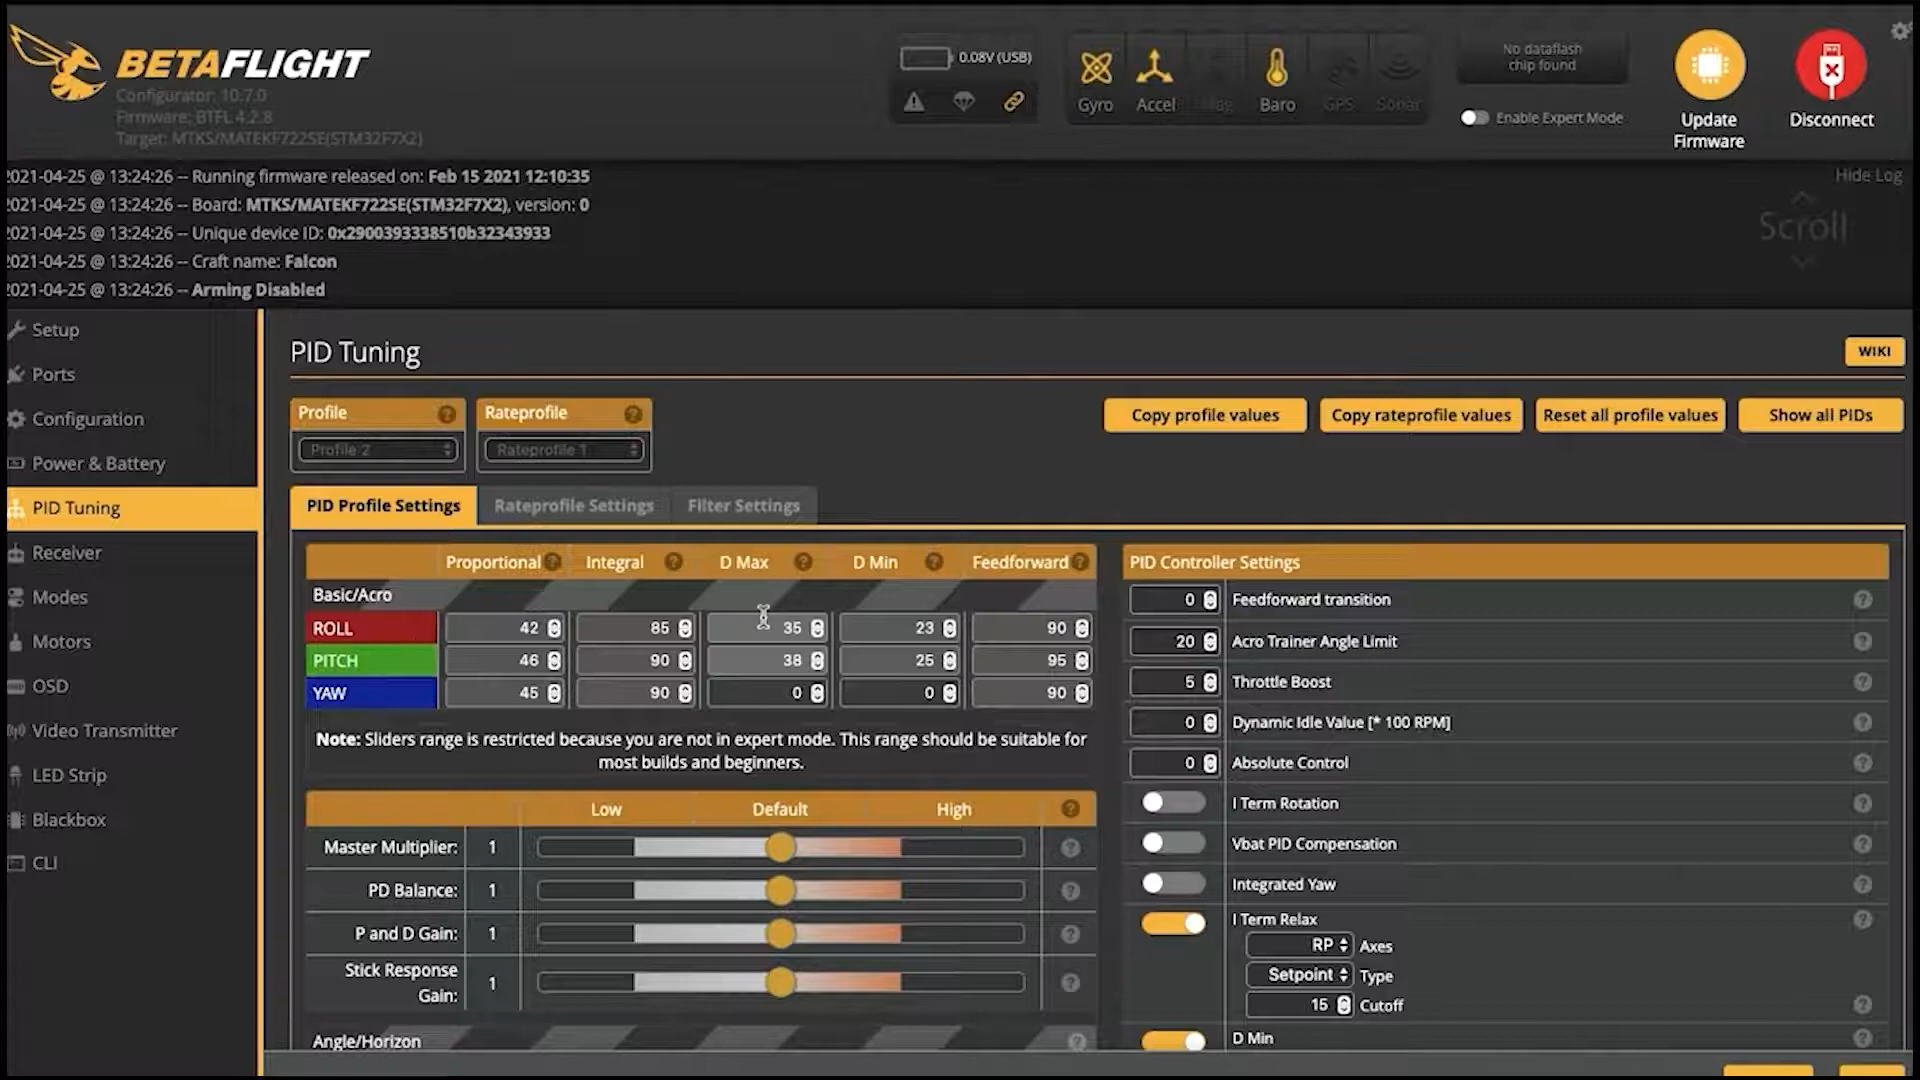 BETAFLIGHT
Configurator: 10.7.0
Firmware: BTFL 4.2.8
Target: MTKS/MATEKF722SE(STM32F7X2)
0.08V (USB)
Gyro
Accel
Mag
Baro
GPS
Sonar
No dataflash
chip found
Enable Expert Mode
Update
Firmware
Disconnect
2021-04-25 @ 13:24:26 -- Running firmware released on: Feb 15 2021 12:10:35
2021-04-25 @ 13:24:26 -- Board: MTKS/MATEKF722SE(STM32F7X2), version: 0
2021-04-25 @ 13:24:26 -- Unique device ID: 0x2900393338510b32343933
2021-04-25 @ 13:24:26 -- Craft name: Falcon
2021-04-25 @ 13:24:26 -- Arming Disabled
Hide Log
Scroll
Setup
Ports
Configuration
Power & Battery
PID Tuning
Receiver
Modes
Motors
OSD
Video Transmitter
LED Strip
Blackbox
CLI
PID Tuning
WIKI
Profile
Profile 2
Rateprofile
Rateprofile 1
Copy profile values
Copy rateprofile values
Reset all profile values
Show all PIDs
PID Profile Settings
Rateprofile Settings
Filter Settings
Proportional Integral D Max D Min Feedforward
Basic/Acro
ROLL 42 85 35 23 90
PITCH 46 90 38 25 95
YAW 45 90 0 0 90
Note: Sliders range is restricted because you are not in expert mode. This range should be suitable for
most builds and beginners.
Low Default High
Master Multiplier: 1
PD Balance: 1
P and D Gain: 1
Stick Response
Gain: 1
Angle/Horizon
PID Controller Settings
0 Feedforward transition
20 Acro Trainer Angle Limit
5 Throttle Boost
0 Dynamic Idle Value [* 100 RPM]
0 Absolute Control
I Term Rotation
Vbat PID Compensation
Integrated Yaw
I Term Relax
RP Axes
Setpoint Type
15 Cutoff
D Min